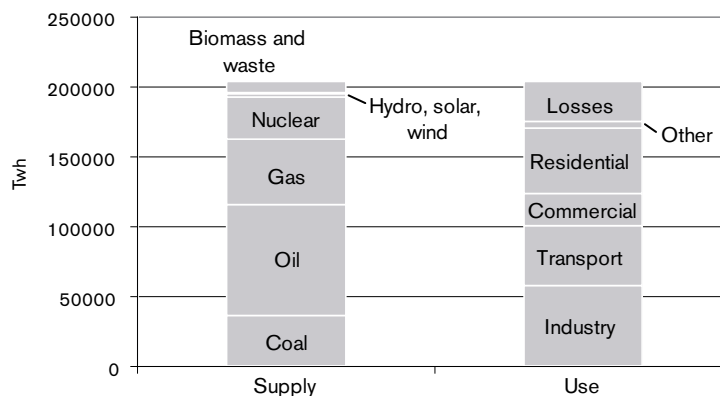 250000
200000
150000
100000
50000
0
Twh
Biomass and
waste
Hydro, solar,
wind
Nuclear
Gas
Oil
Coal
Losses
Other
Residential
Commercial
Transport
Industry
Supply
Use